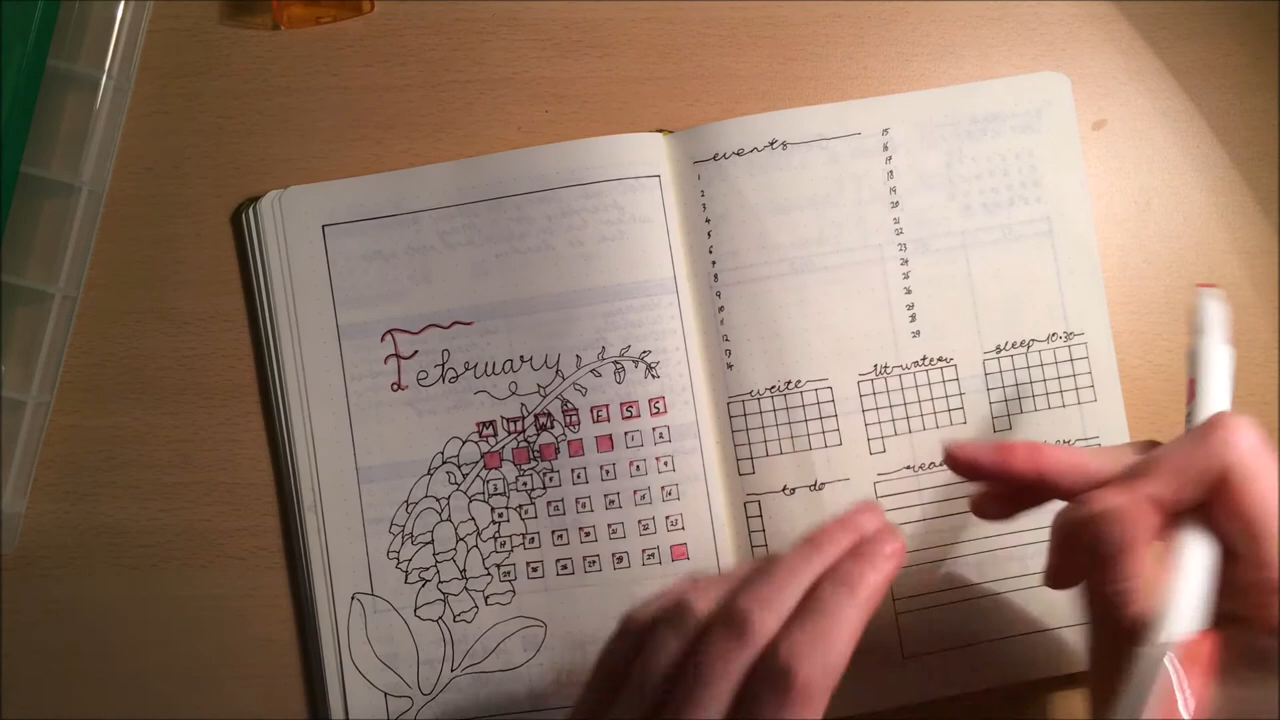 February
M T W T F S S
1 2
3 4 5 6 7 8 9
10 11 12 13 14 15 16
17 18 19 20 21 22 23
24 25 26 27 28 29
events
1
2
3
4
5
6
7
8
9
10
11
12
13
14
15
16
17
18
19
20
21
22
23
24
25
26
27
28
29
write
1lt water
sleep 10.30
to do